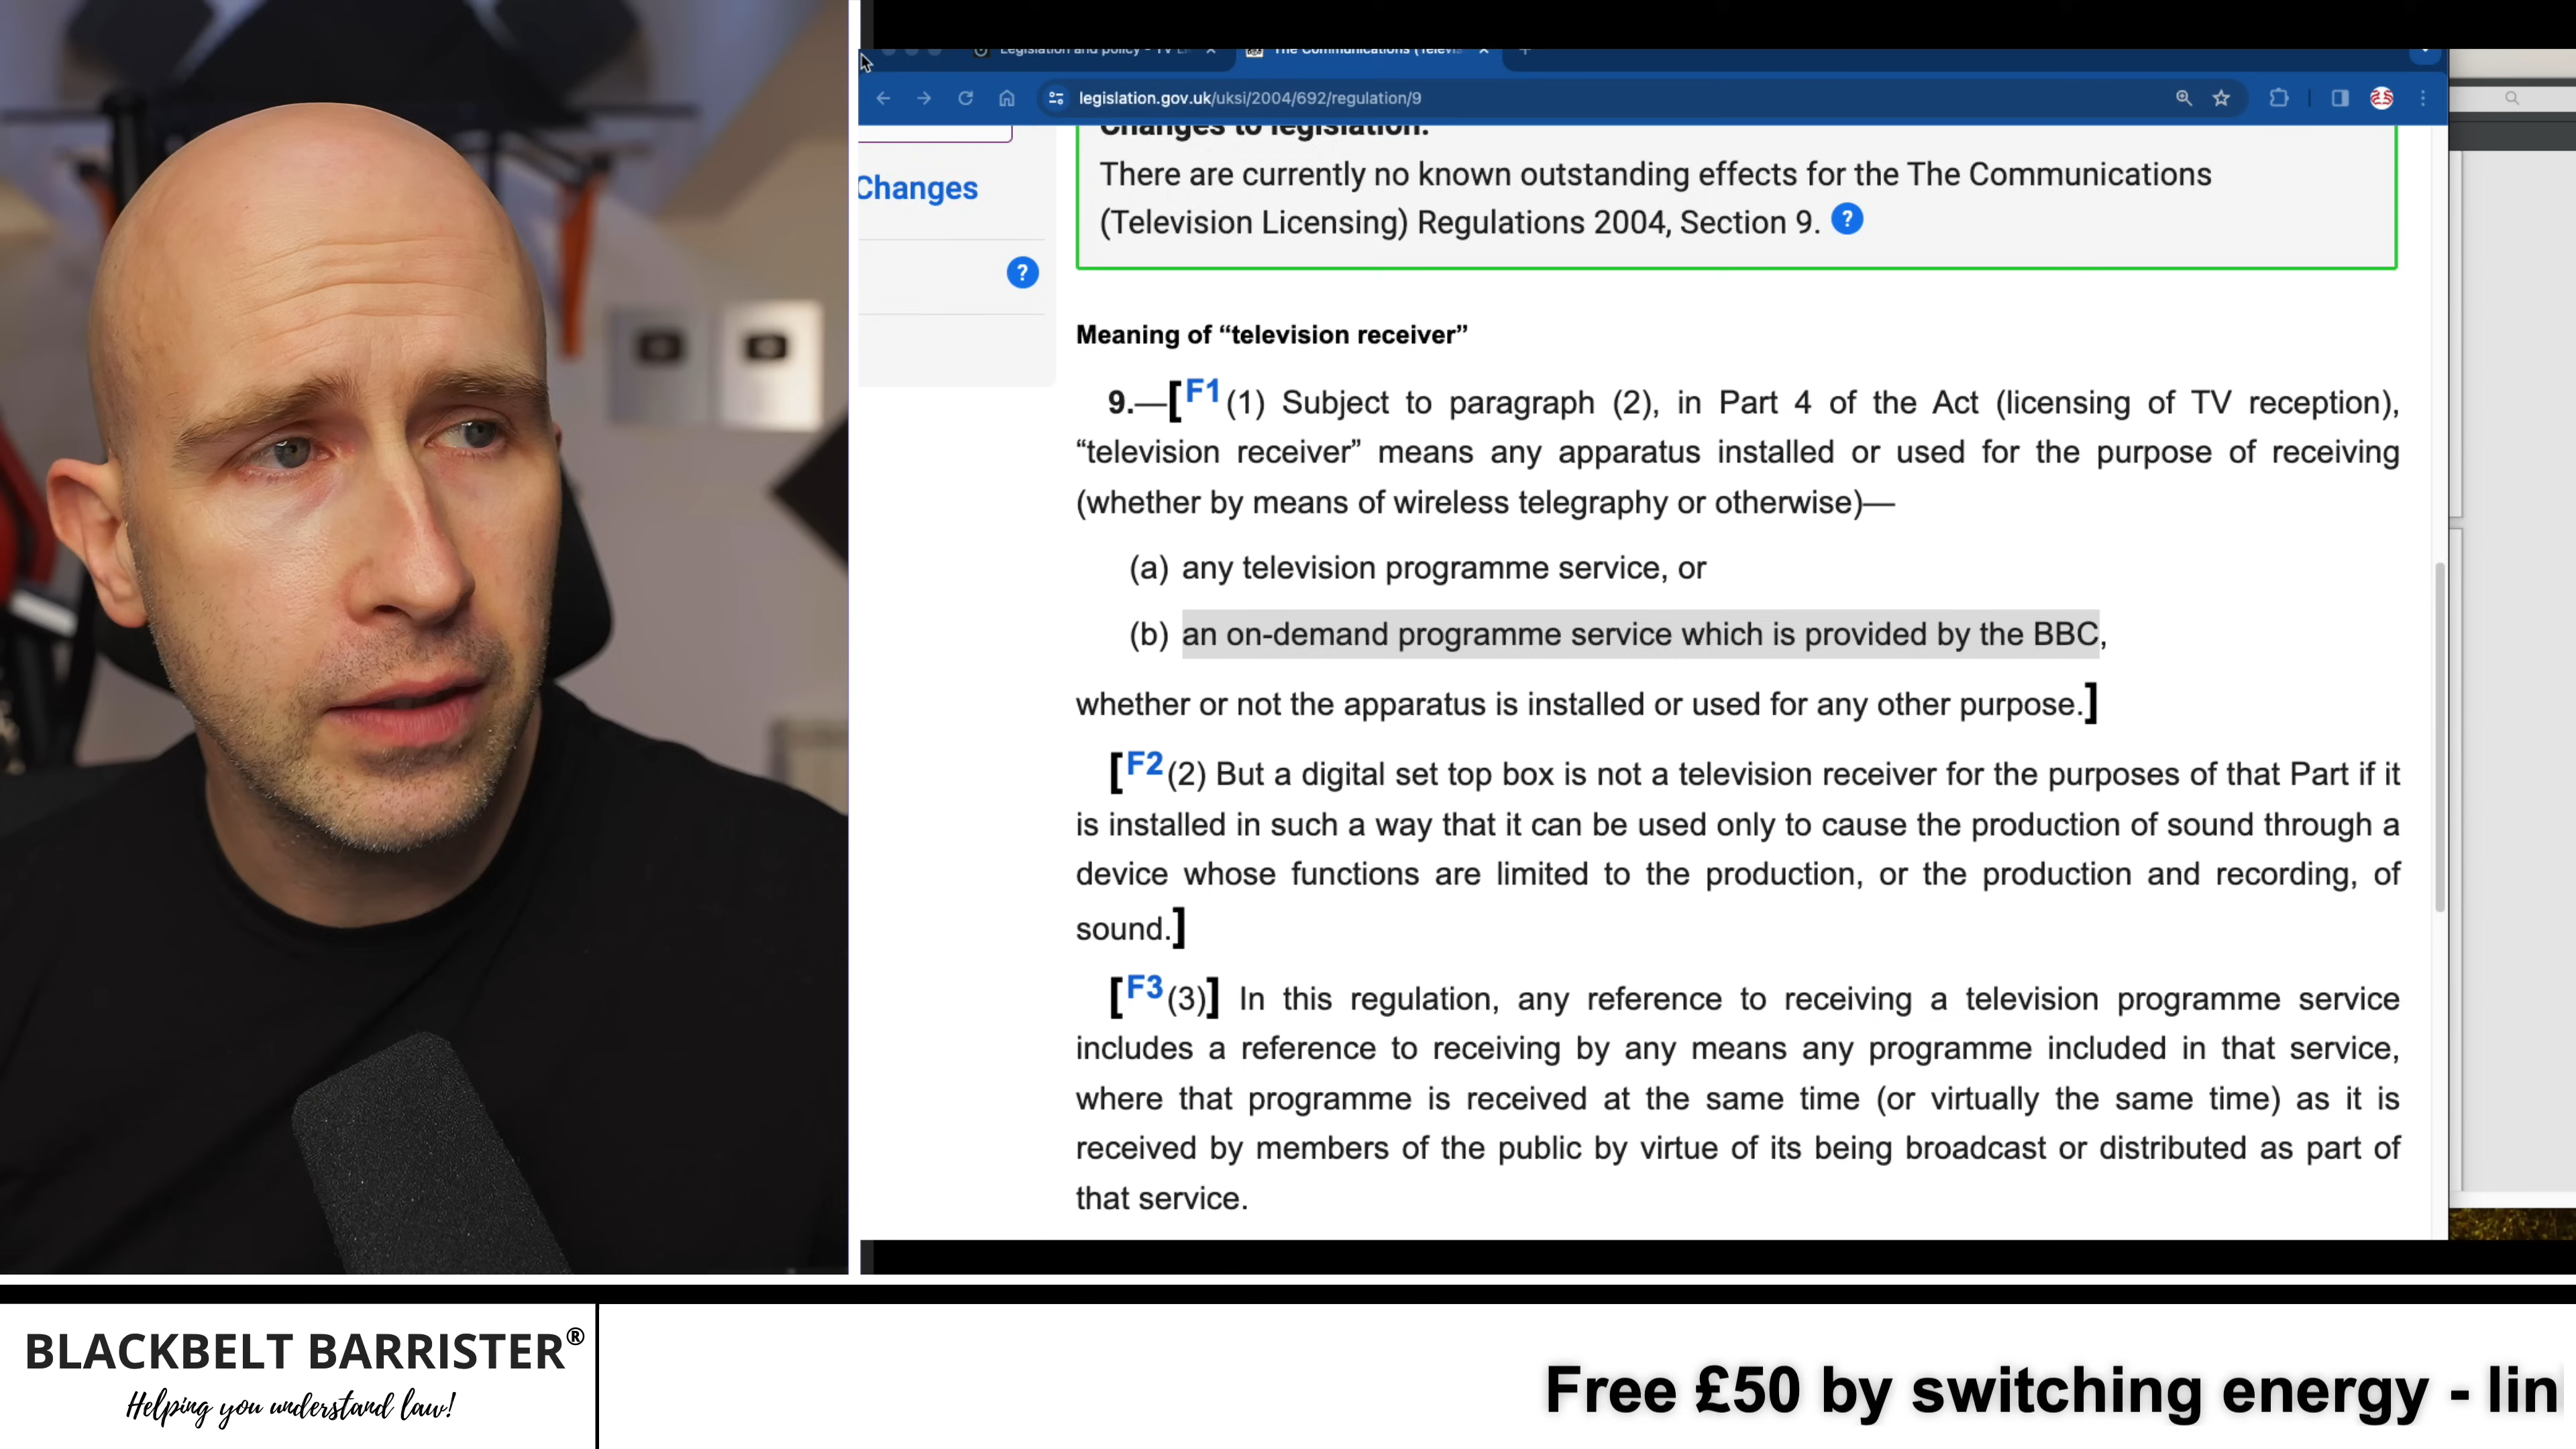 Legislation and policy - TV Li
The Communications (Televis
legislation.gov.uk/uksi/2004/692/regulation/9
Changes to legislation:
There are currently no known outstanding effects for the The Communications
(Television Licensing) Regulations 2004, Section 9. ?
Changes
?
Meaning of “television receiver”
9.—[F1(1) Subject to paragraph (2), in Part 4 of the Act (licensing of TV reception),
“television receiver” means any apparatus installed or used for the purpose of receiving
(whether by means of wireless telegraphy or otherwise)—
(a) any television programme service, or
(b) an on-demand programme service which is provided by the BBC,
whether or not the apparatus is installed or used for any other purpose.]
[F2(2) But a digital set top box is not a television receiver for the purposes of that Part if it
is installed in such a way that it can be used only to cause the production of sound through a
device whose functions are limited to the production, or the production and recording, of
sound.]
[F3(3)] In this regulation, any reference to receiving a television programme service
includes a reference to receiving by any means any programme included in that service,
where that programme is received at the same time (or virtually the same time) as it is
received by members of the public by virtue of its being broadcast or distributed as part of
that service.
BLACKBELT BARRISTER®
Helping you understand law!
Free £50 by switching energy - lin